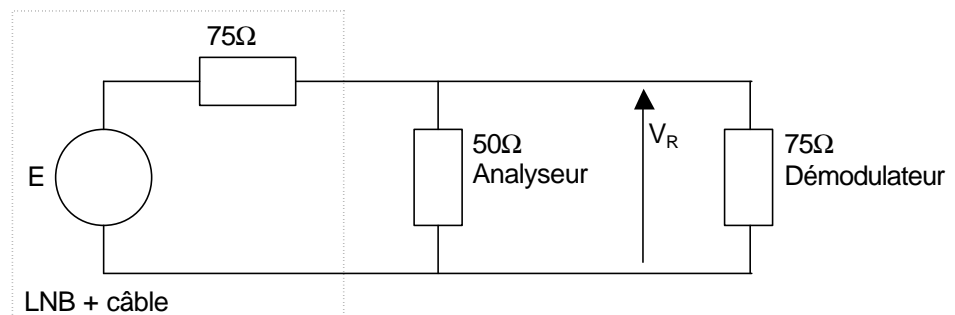 75Ω
E
50Ω
Analyseur
V_R
75Ω
Démodulateur
LNB + câble